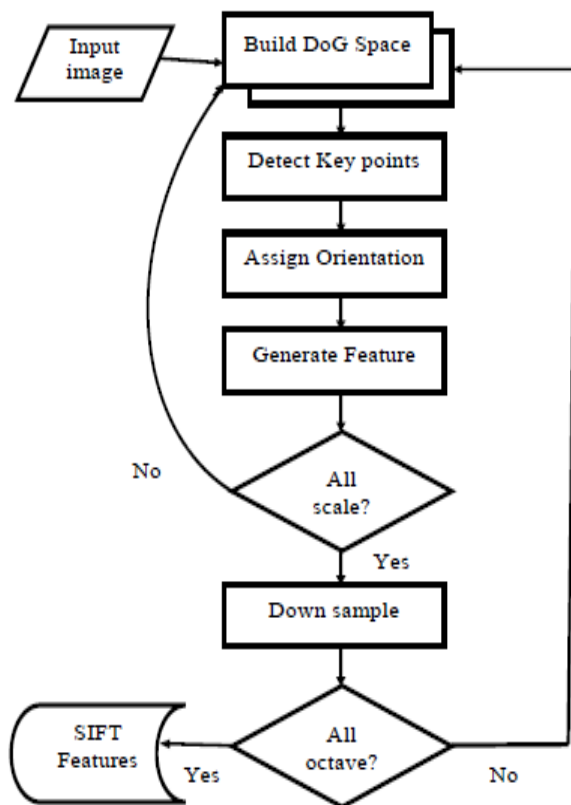 Input
image
Build DoG Space
Detect Key points
Assign Orientation
Generate Feature
No
All
scale?
Yes
Down sample
SIFT
Features
Yes
All
octave?
No